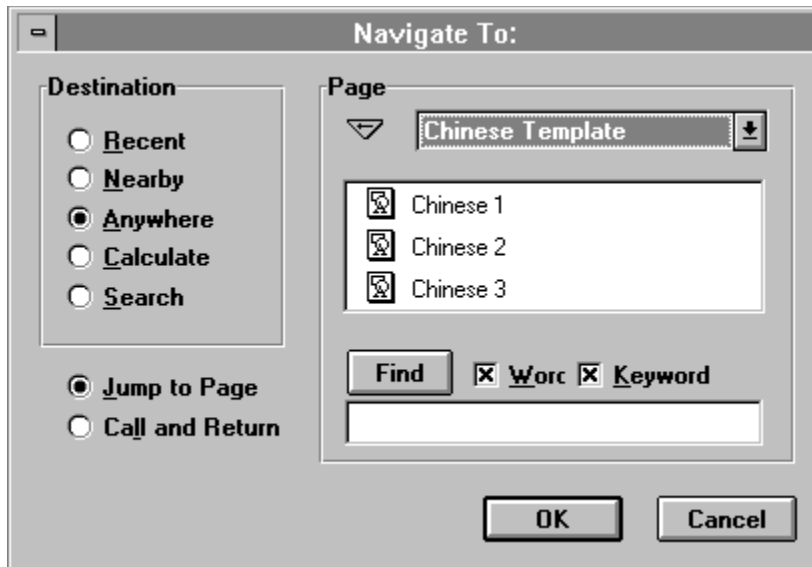 Navigate To:
Destination
Recent
Nearby
Anywhere
Calculate
Search
Jump to Page
Call and Return
Page
Chinese Template
Chinese 1
Chinese 2
Chinese 3
Find Worc Keyword
OK Cancel